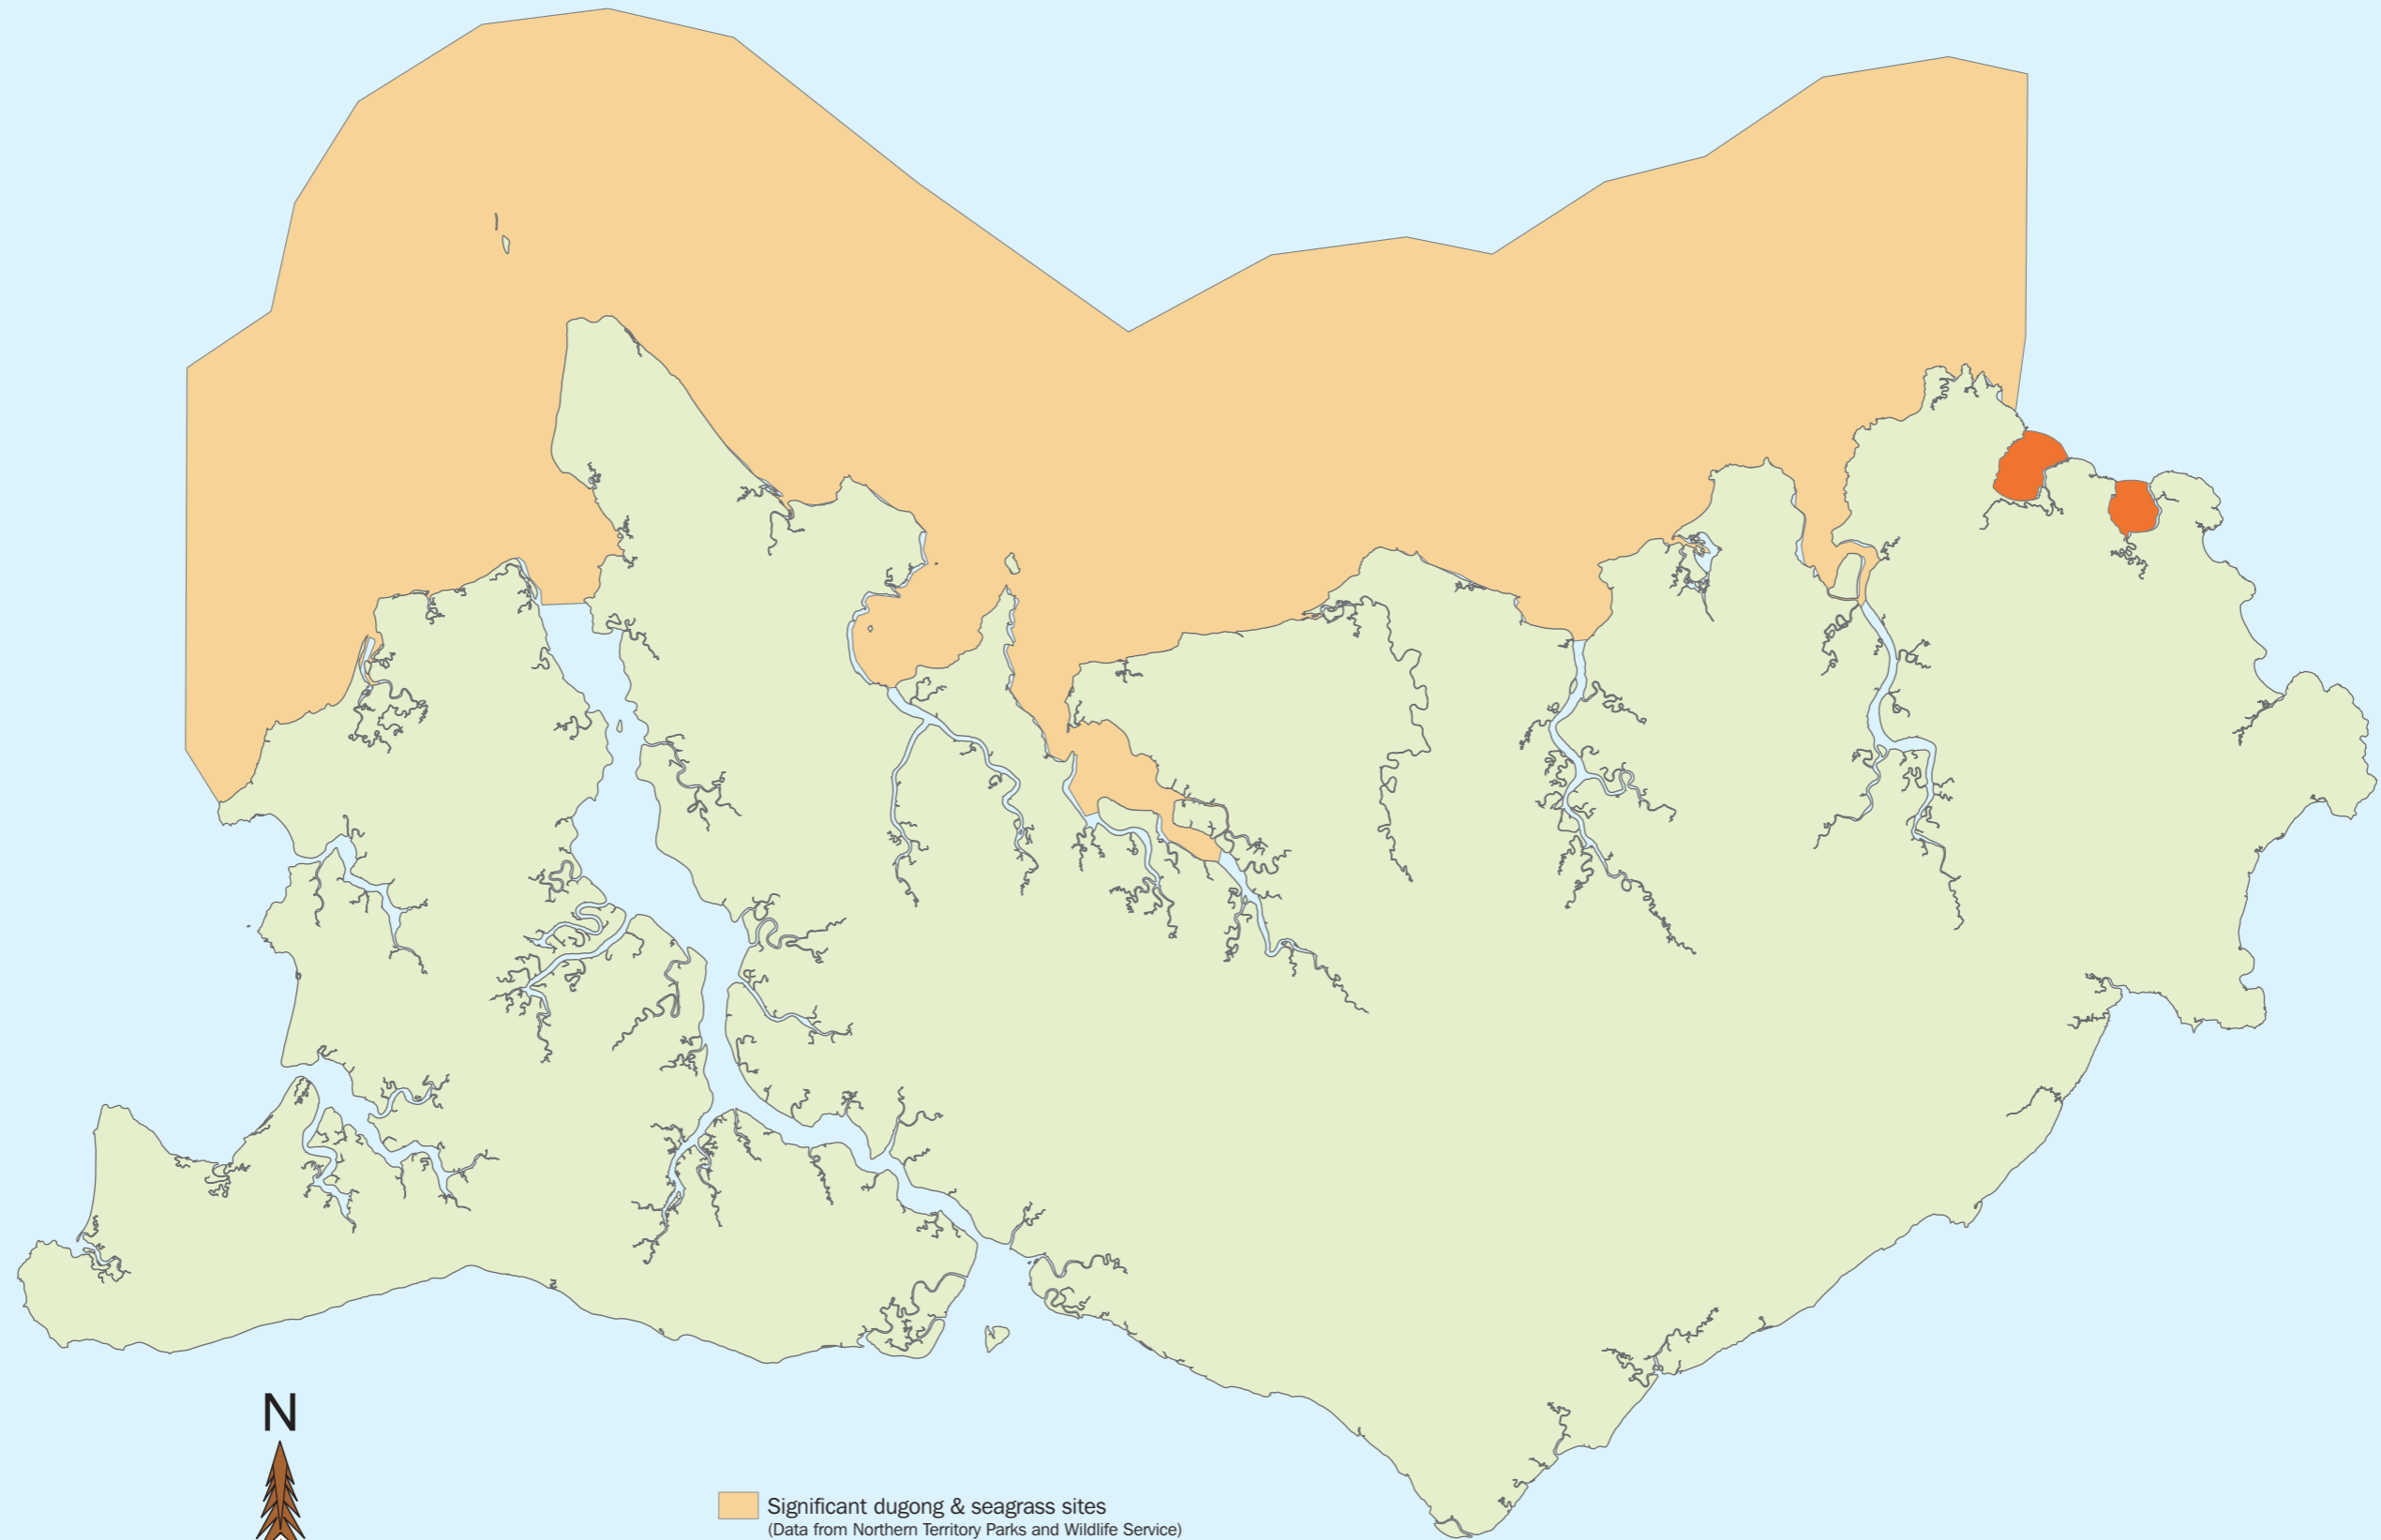 N
Significant dugong & seagrass sites
(Data from Northern Territory Parks and Wildlife Service)